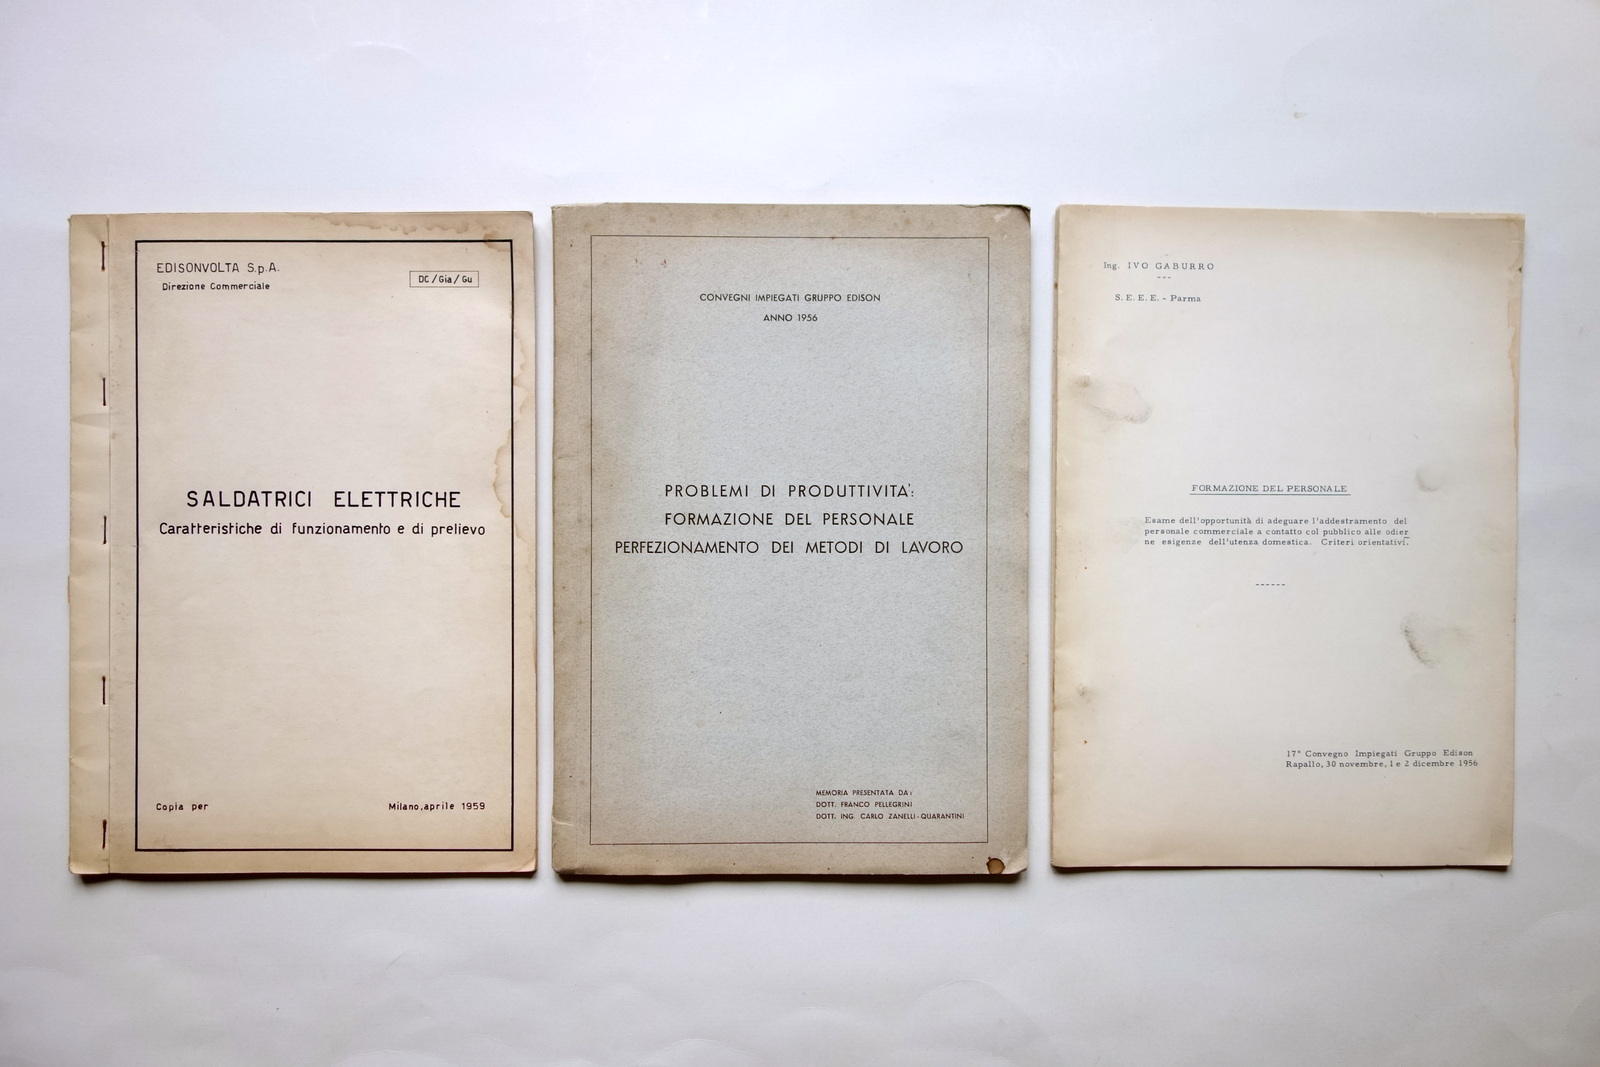 EDISONVOLTA S.p.A.
Direzione Commerciale
DC/Gia/Gu
SALDATRICI ELETTRICHE
Caratteristiche di funzionamento e di prelievo
Copia per
Milano,aprile 1959
CONVEGNI IMPIEGATI GRUPPO EDISON
ANNO 1956
PROBLEMI DI PRODUTTIVITA':
FORMAZIONE DEL PERSONALE
PERFEZIONAMENTO DEI METODI DI LAVORO
MEMORIA PRESENTATA DA:
DOTT. FRANCO PELLEGRINI
DOTT. ING. CARLO ZANELLI-QUARANTINI
Ing. IVO GABURRO
---
S.E.E.E. - Parma
FORMAZIONE DEL PERSONALE
Esame dell'opportunità di adeguare l'addestramento del
personale commerciale a contatto col pubblico alle odier
ne esigenze dell'utenza domestica. Criteri orientativi.
------
17° Convegno Impiegati Gruppo Edison
Rapallo, 30 novembre, 1 e 2 dicembre 1956